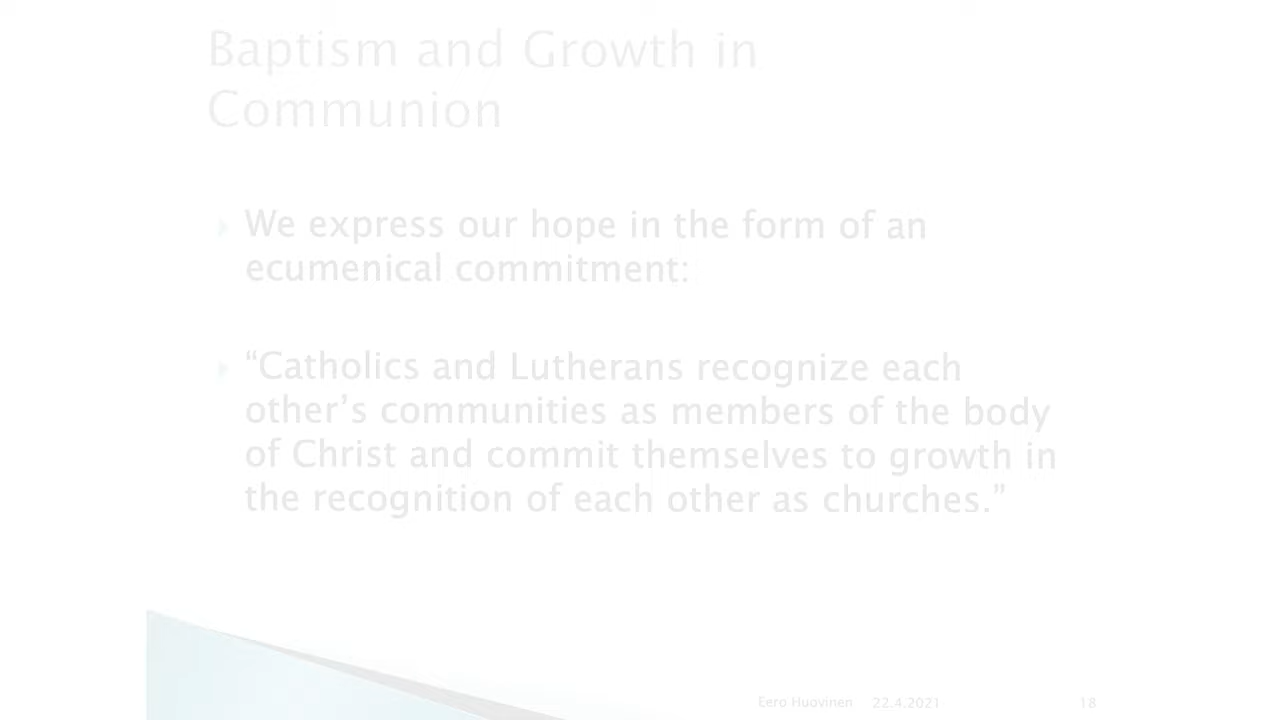 Baptism and Growth in
Communion
We express our hope in the form of an
ecumenical commitment:
“Catholics and Lutherans recognize each
other’s communities as members of the body
of Christ and commit themselves to growth in
the recognition of each other as churches.”
Eero Huovinen 22.4.2021 18